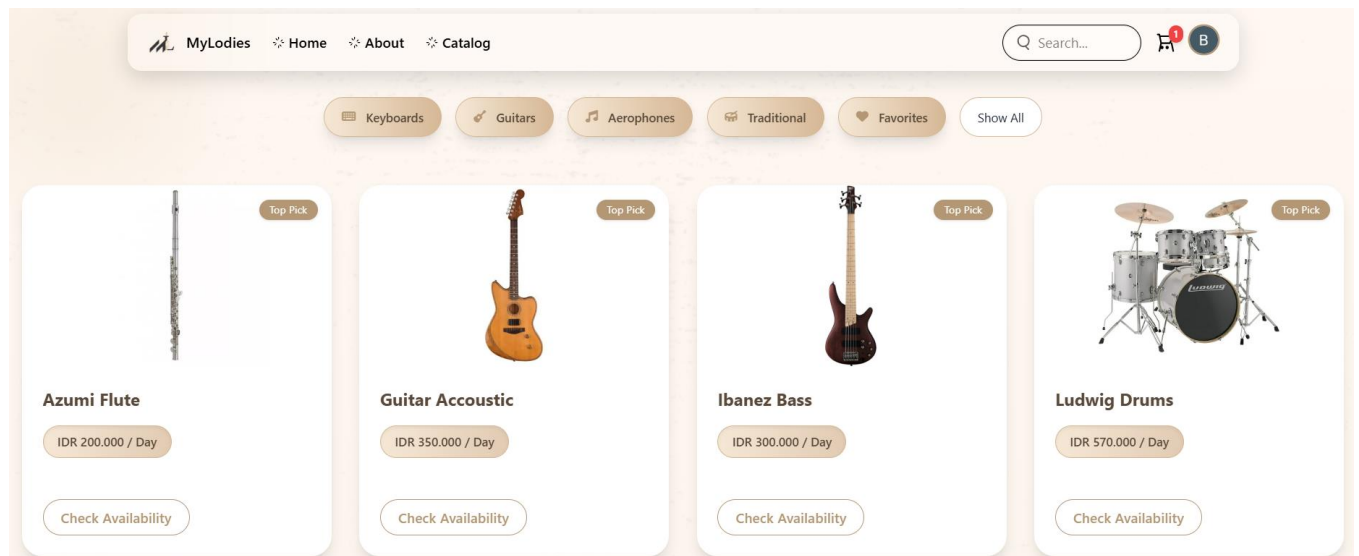 MyLodies Home About Catalog Search... 1 B
Keyboards Guitars Aerophones Traditional Favorites Show All
Top Pick Top Pick Top Pick Top Pick
Ludwig
Azumi Flute Guitar Accoustic Ibanez Bass Ludwig Drums
IDR 200.000 / Day IDR 350.000 / Day IDR 300.000 / Day IDR 570.000 / Day
Check Availability Check Availability Check Availability Check Availability